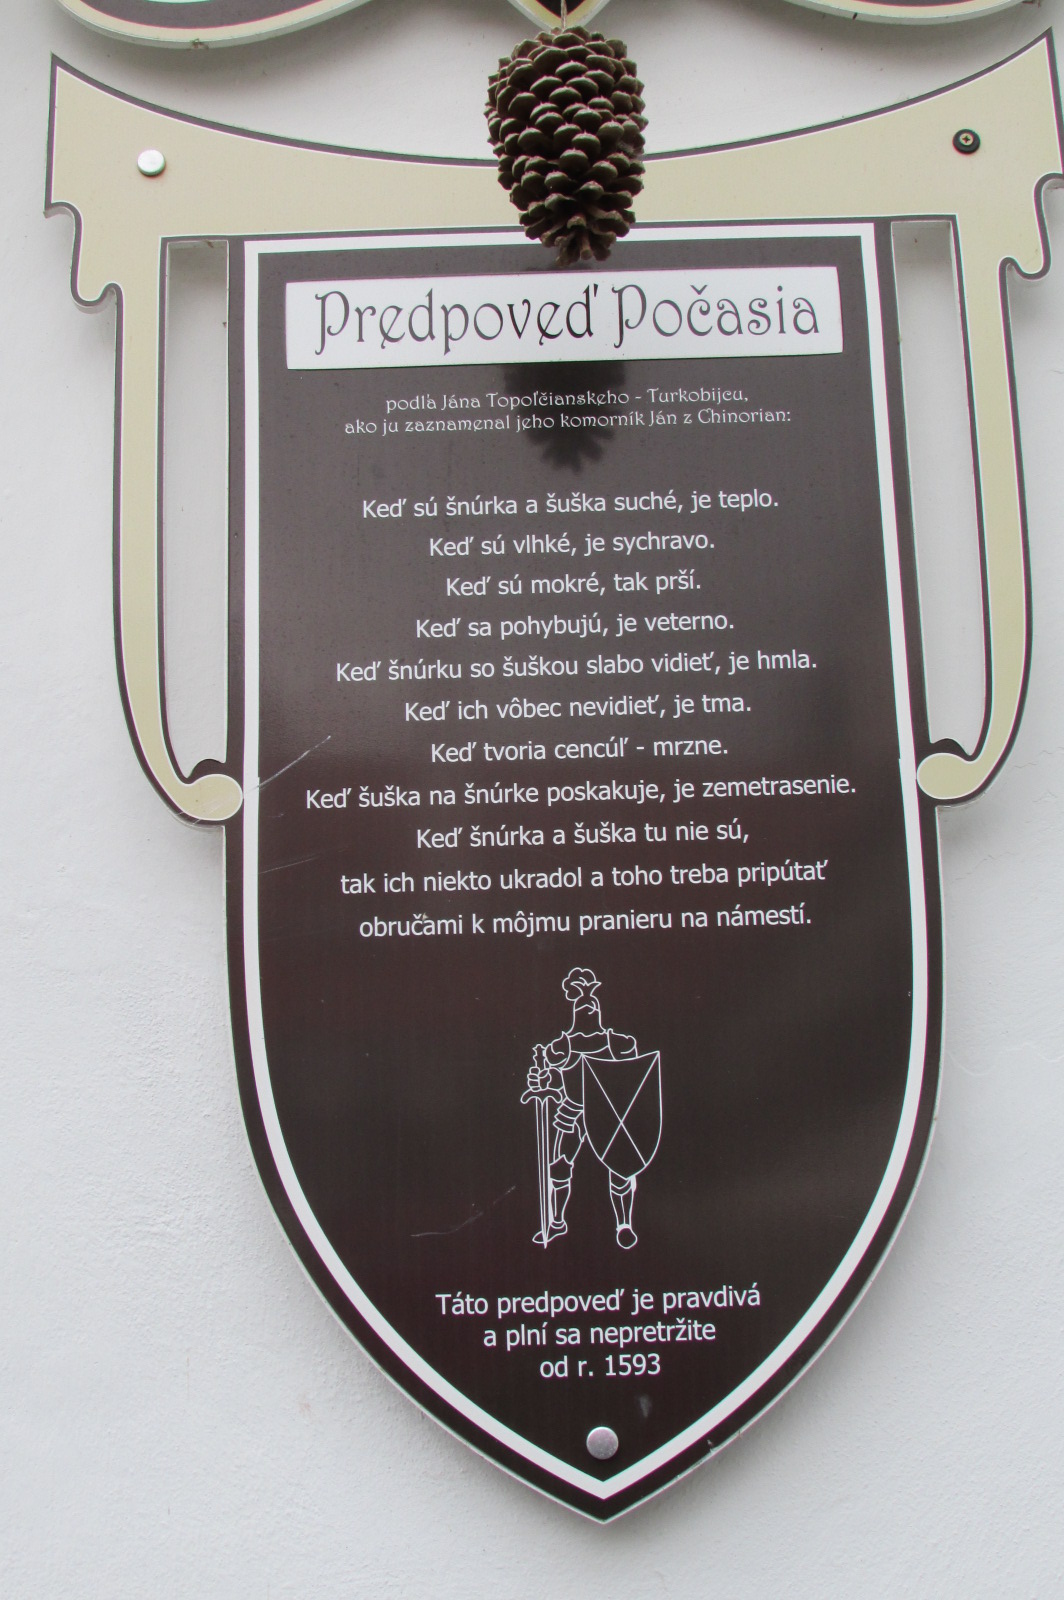 Predpoveď Počasia
podľa Jána Topoľčianskeho - Turkobijcu,
ako ju zaznamenal jeho komorník Ján z Chinorian:
Keď sú šnúrka a šuška suché, je teplo.
Keď sú vlhké, je sychravo.
Keď sú mokré, tak prší.
Keď sa pohybujú, je veterno.
Keď šnúrku so šuškou slabo vidieť, je hmla.
Keď ich vôbec nevidieť, je tma.
Keď tvoria cencúľ - mrzne.
Keď šuška na šnúrke poskakuje, je zemetrasenie.
Keď šnúrka a šuška tu nie sú,
tak ich niekto ukradol a toho treba pripútať
obručami k môjmu pranieru na námestí.
Táto predpoveď je pravdivá
a plní sa nepretržite
od r. 1593